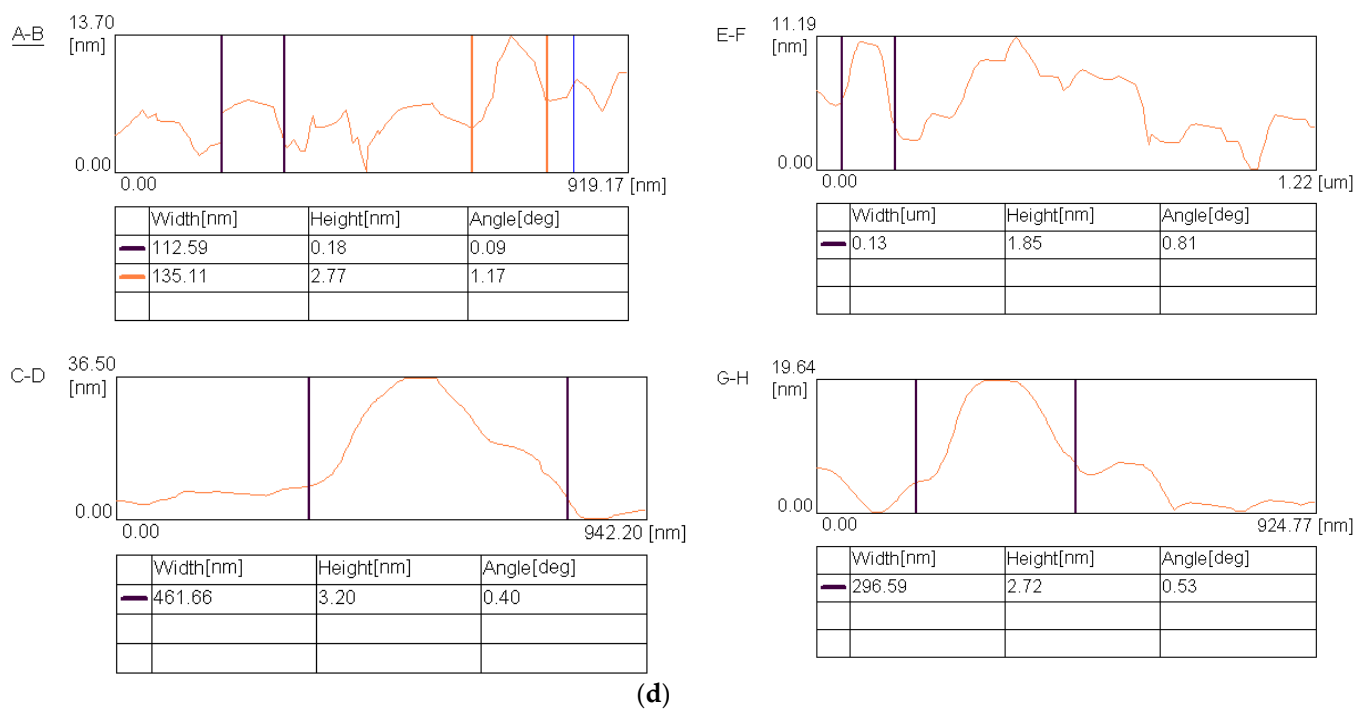 A-B
13.70
[nm]
0.00
0.00
919.17 [nm]
Width[nm] Height[nm] Angle[deg]
112.59 0.18 0.09
135.11 2.77 1.17
E-F
11.19
[nm]
0.00
0.00
1.22 [um]
Width[um] Height[nm] Angle[deg]
0.13 1.85 0.81
C-D
36.50
[nm]
0.00
0.00
942.20 [nm]
Width[nm] Height[nm] Angle[deg]
461.66 3.20 0.40
G-H
19.64
[nm]
0.00
0.00
924.77 [nm]
Width[nm] Height[nm] Angle[deg]
296.59 2.72 0.53
(d)